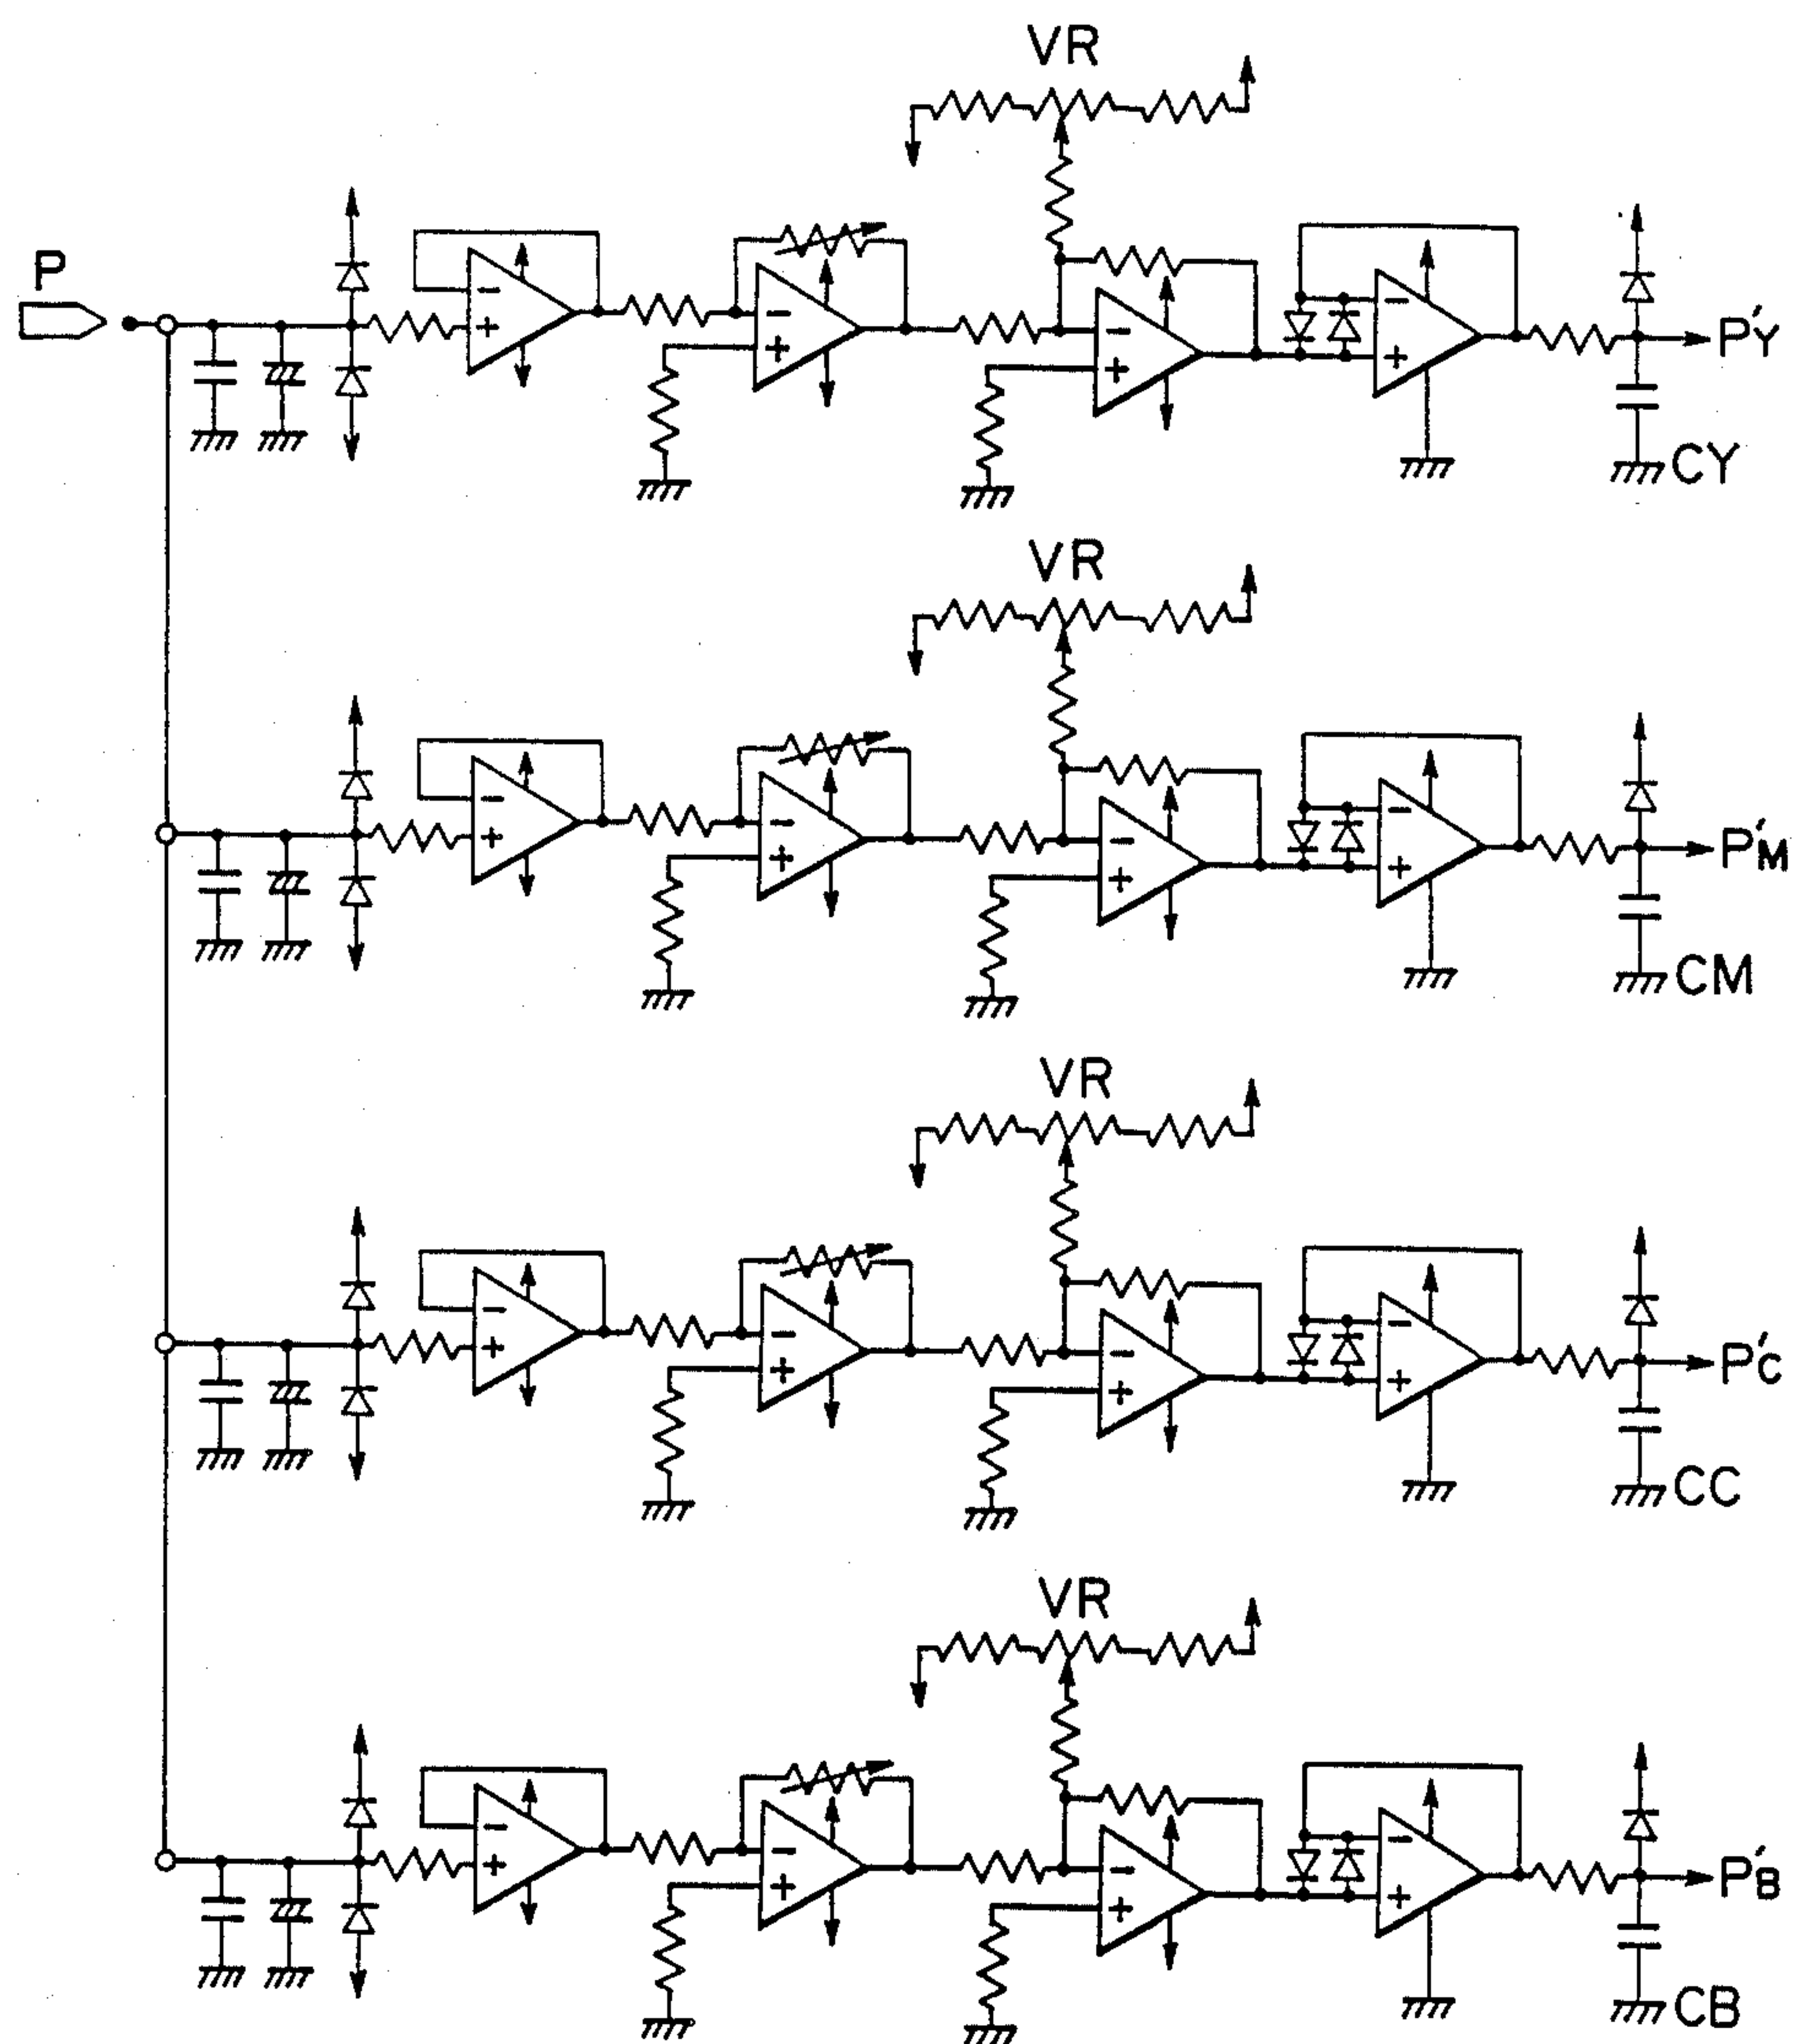 VR
P
− + − + − + − +
P'Y
CY
VR
− + − + − + − +
P'M
CM
VR
− + − + − + − +
P'C
CC
VR
− + − + − + − +
P'B
CB